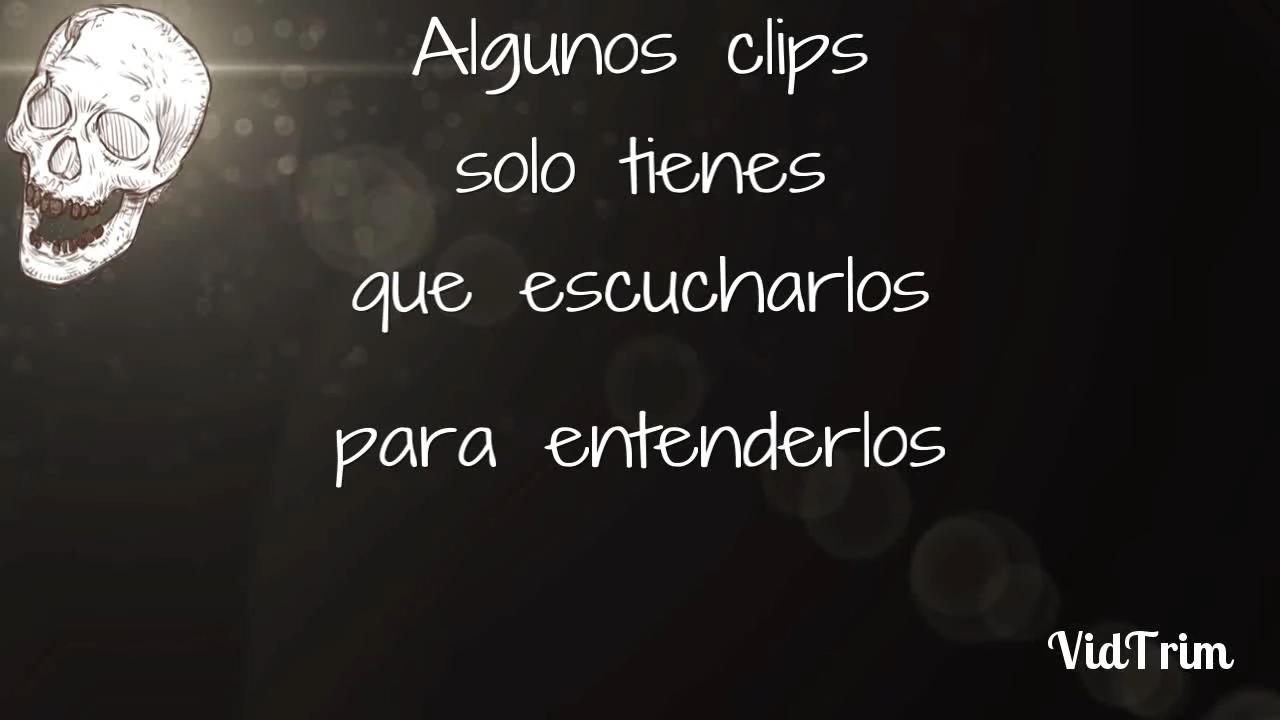 Algunos clips
solo tienes
que escucharlos
para entenderlos
VidTrim